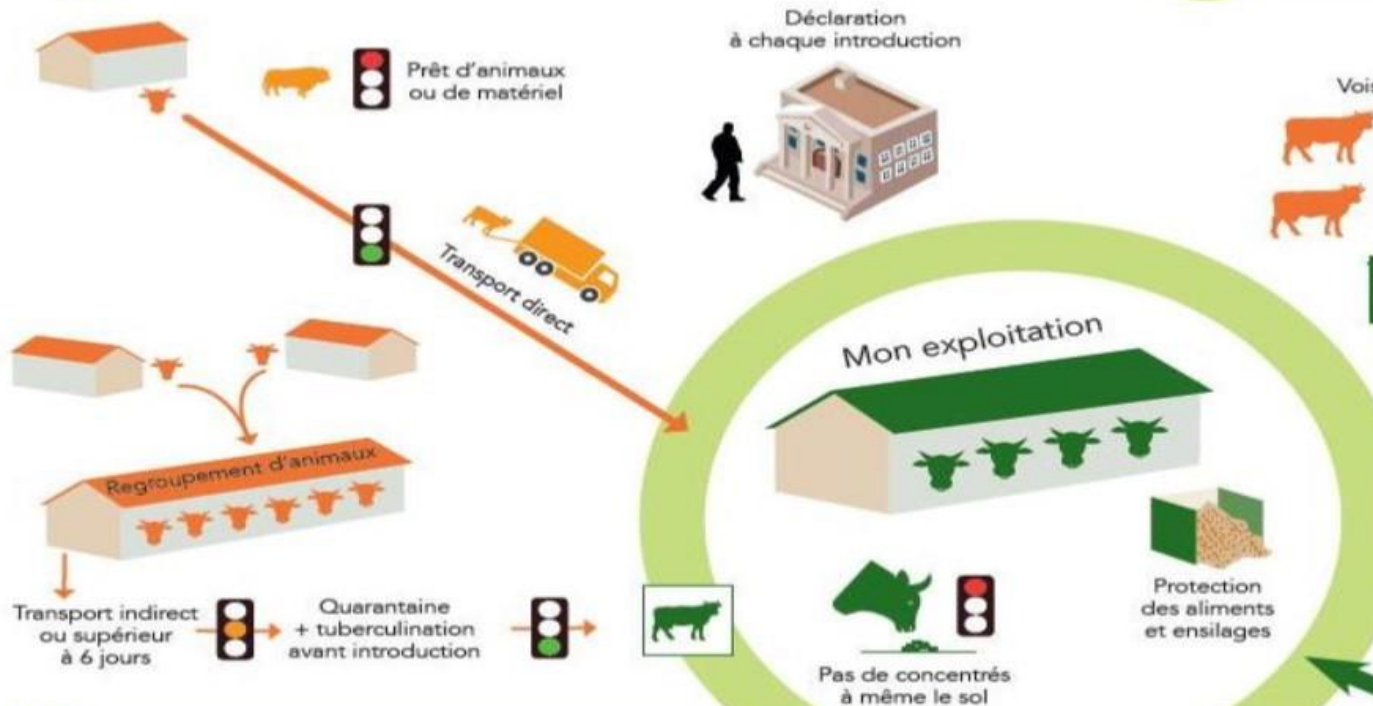 Déclaration
à chaque introduction
Prêt d'animaux
ou de matériel
Transport direct
Mon exploitation
Regroupement d'animaux
Transport indirect
ou supérieur
à 6 jours
Quarantaine
+ tuberculination
avant introduction
Protection
des aliments
et ensilages
Pas de concentrés
à même le sol